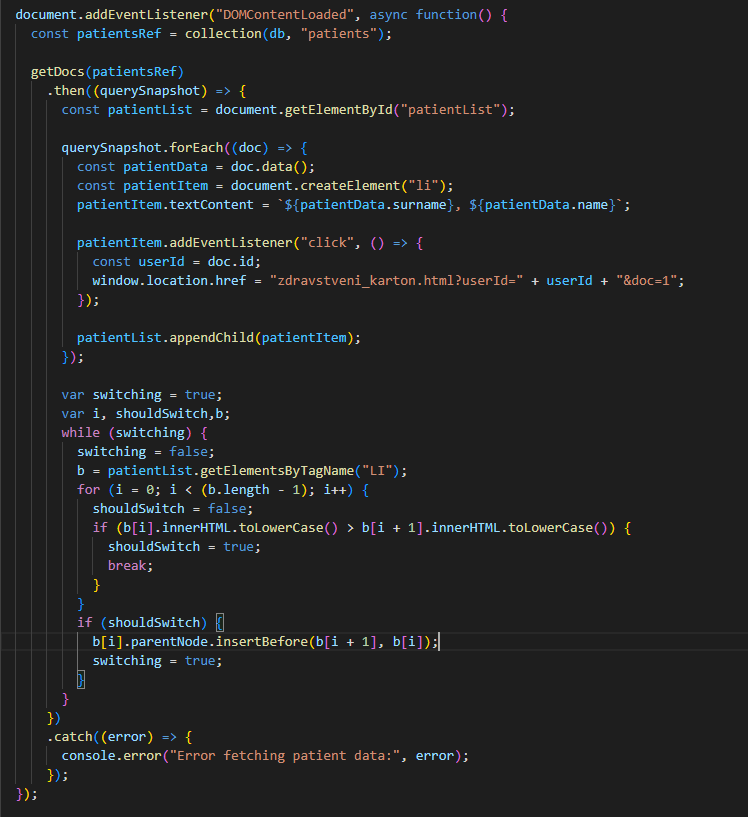 document.addEventListener("DOMContentLoaded", async function() {
  const patientsRef = collection(db, "patients");

  getDocs(patientsRef)
    .then((querySnapshot) => {
      const patientList = document.getElementById("patientList");

      querySnapshot.forEach((doc) => {
        const patientData = doc.data();
        const patientItem = document.createElement("li");
        patientItem.textContent = `${patientData.surname}, ${patientData.name}`;

        patientItem.addEventListener("click", () => {
          const userId = doc.id;
          window.location.href = "zdravstveni_karton.html?userId=" + userId + "&doc=1";
        });

        patientList.appendChild(patientItem);
      });

      var switching = true;
      var i, shouldSwitch,b;
      while (switching) {
        switching = false;
        b = patientList.getElementsByTagName("LI");
        for (i = 0; i < (b.length - 1); i++) {
          shouldSwitch = false;
          if (b[i].innerHTML.toLowerCase() > b[i + 1].innerHTML.toLowerCase()) {
            shouldSwitch = true;
            break;
          }
        }
        if (shouldSwitch) {
          b[i].parentNode.insertBefore(b[i + 1], b[i]);
          switching = true;
        }
      }
    })
    .catch((error) => {
      console.error("Error fetching patient data:", error);
    });
});